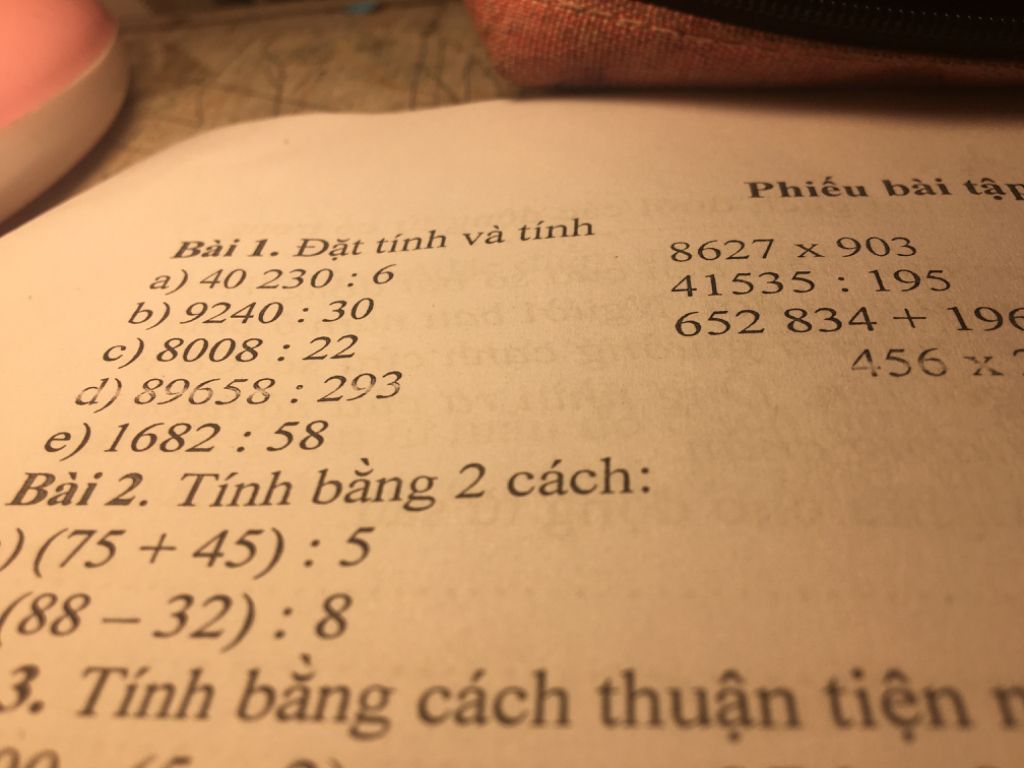 Phiếu bài tập
Bài 1. Đặt tính và tính
a) 40 230 : 6
8627 x 903
b) 9240 : 30
41535 : 195
c) 8008 : 22
652 834 + 196
d) 89658 : 293
456 x
e) 1682 : 58
Bài 2. Tính bằng 2 cách:
) (75 + 45) : 5
(88 – 32) : 8
3. Tính bằng cách thuận tiện